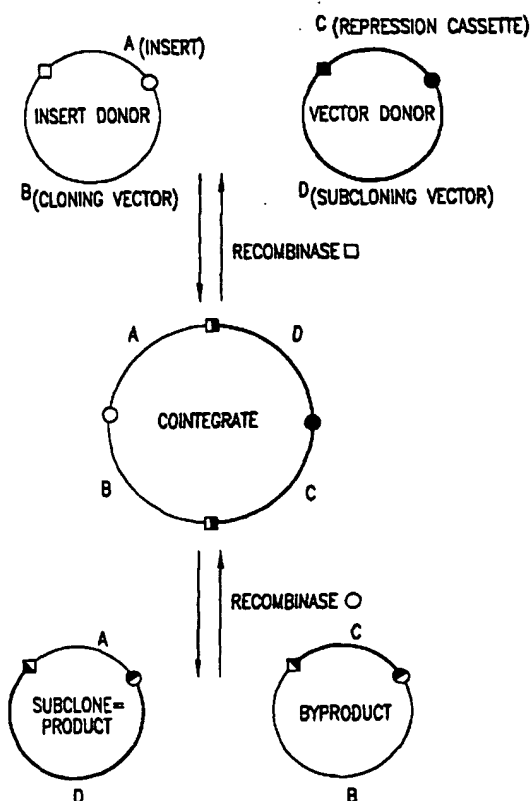 C (REPRESSION CASSETTE)
A (INSERT)
INSERT DONOR
VECTOR DONOR
B (CLONING VECTOR)
D (SUBCLONING VECTOR)
RECOMBINASE
A
D
COINTEGRATE
B
C
RECOMBINASE
A
C
SUBCLONE=
PRODUCT
BYPRODUCT
D
B